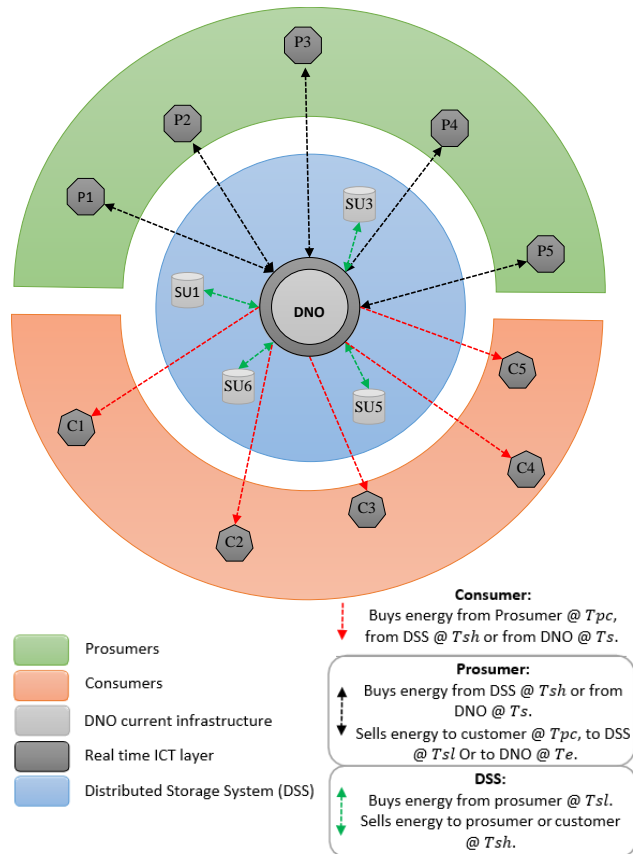 P3
P2
P4
P1
SU3
P5
SU1
DNO
SU6
SU5
C5
C1
C4
C3
C2
Consumer:
Buys energy from Prosumer @ Tpc,
from DSS @ Tsh or from DNO @ Ts.
Prosumer:
Buys energy from DSS @ Tsh or from
DNO @ Ts.
Sells energy to customer @ Tpc, to DSS
@ Tsl Or to DNO @ Te.
DSS:
Buys energy from prosumer @ Tsl.
Sells energy to prosumer or customer
@ Tsh.
Prosumers
Consumers
DNO current infrastructure
Real time ICT layer
Distributed Storage System (DSS)